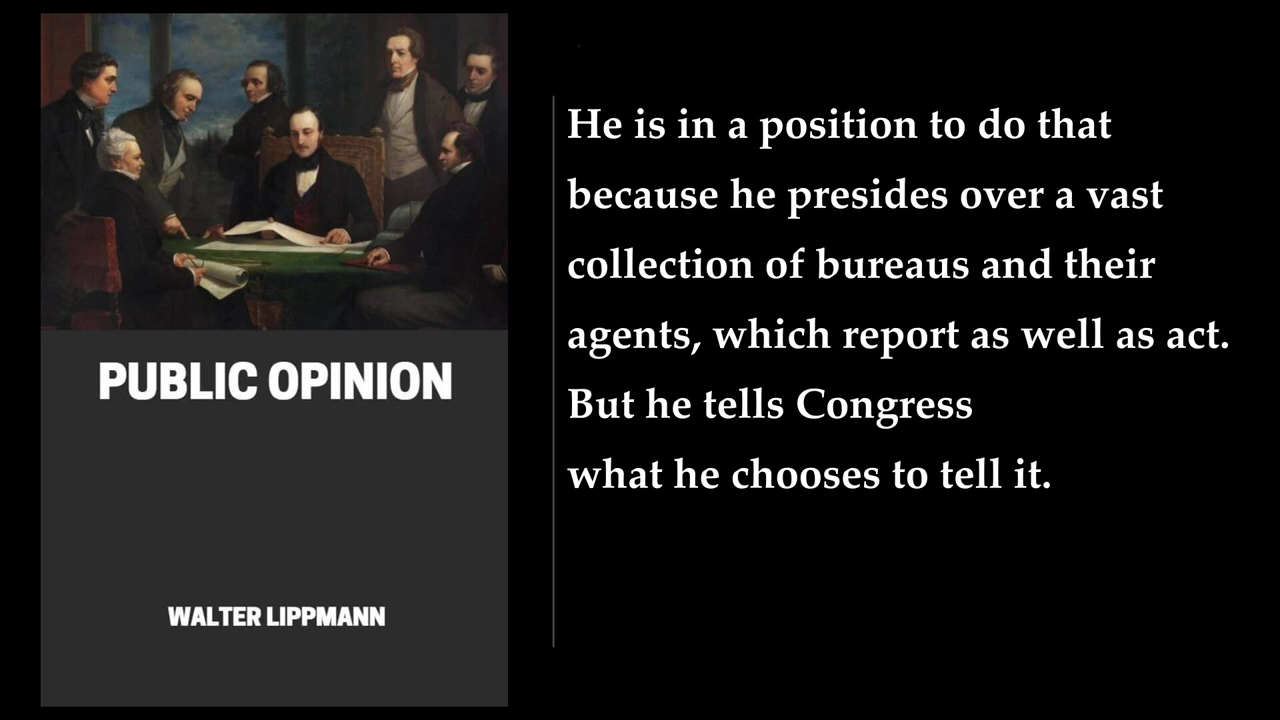 PUBLIC OPINION
WALTER LIPPMANN
He is in a position to do that
because he presides over a vast
collection of bureaus and their
agents, which report as well as act.
But he tells Congress
what he chooses to tell it.